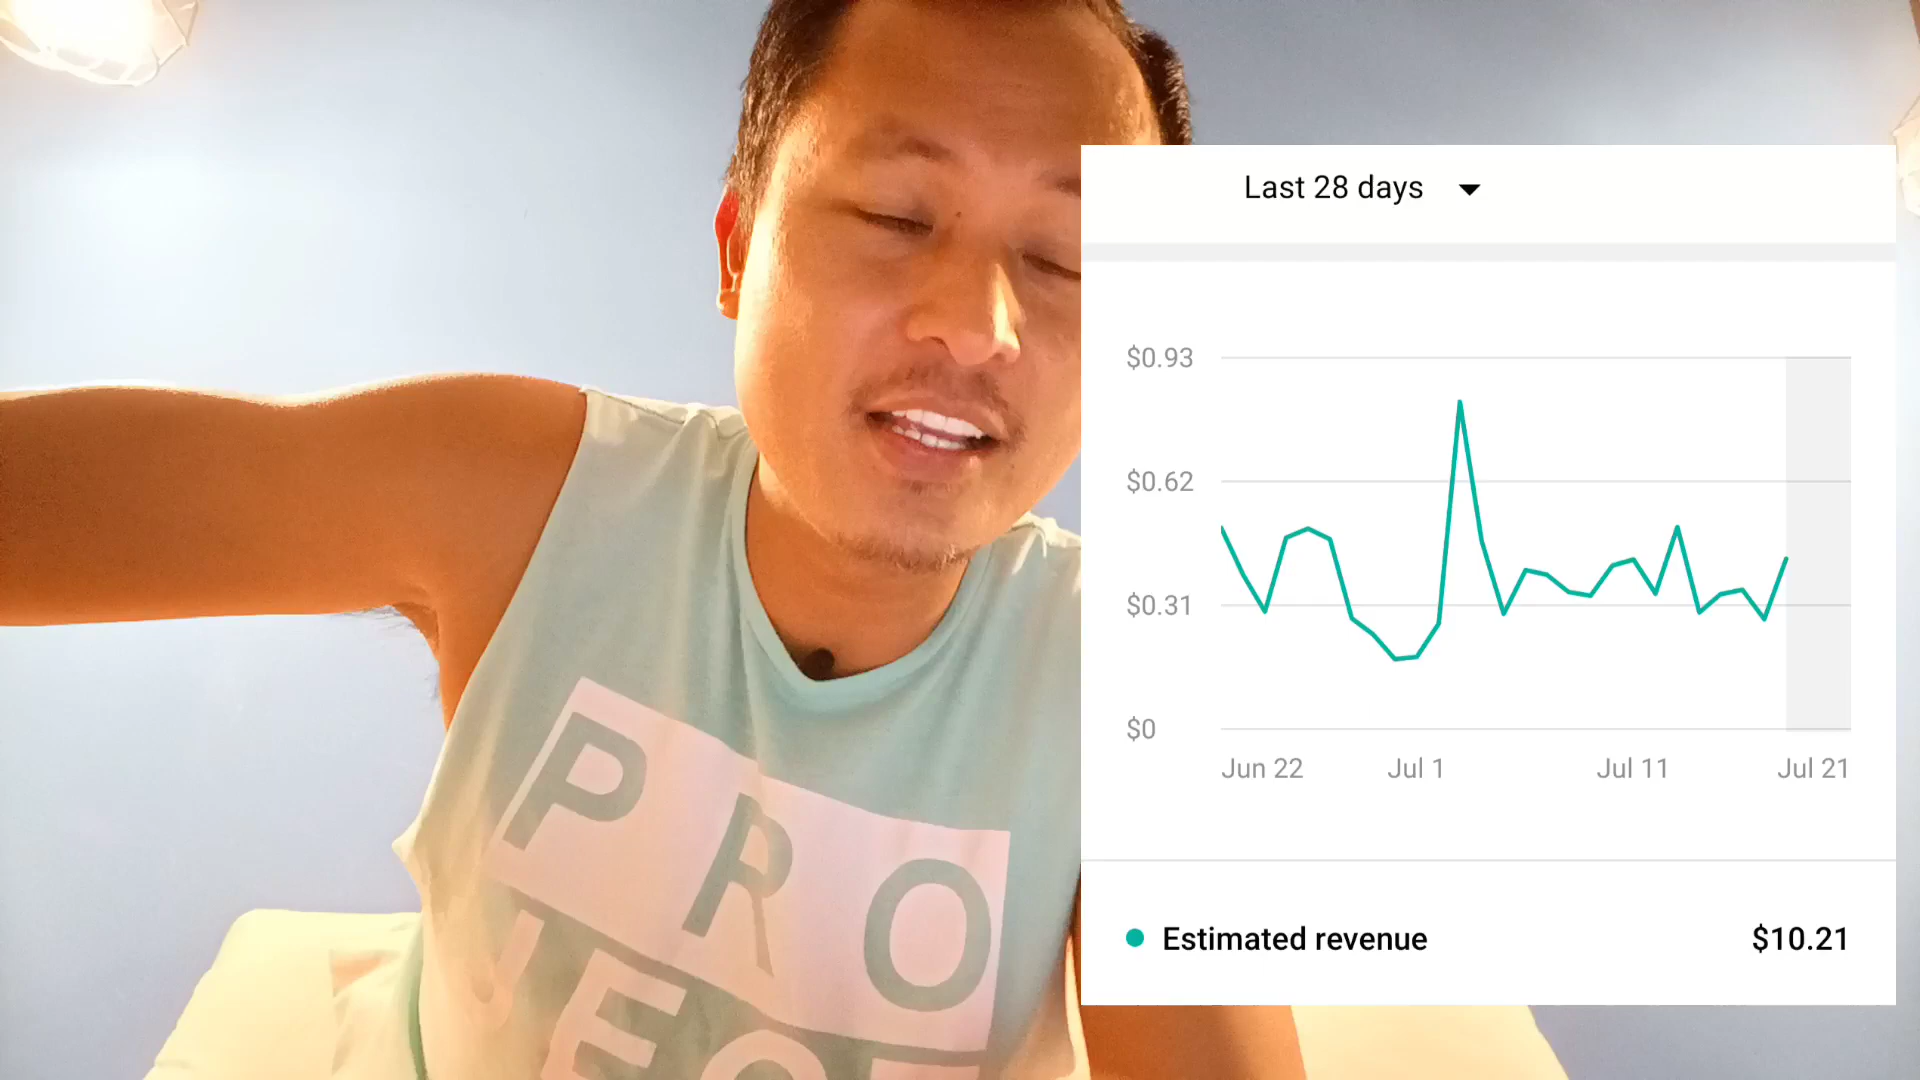 Last 28 days
$0.93
$0.62
$0.31
$0
Jun 22 Jul 1 Jul 11 Jul 21
Estimated revenue $10.21
PRO
JECT